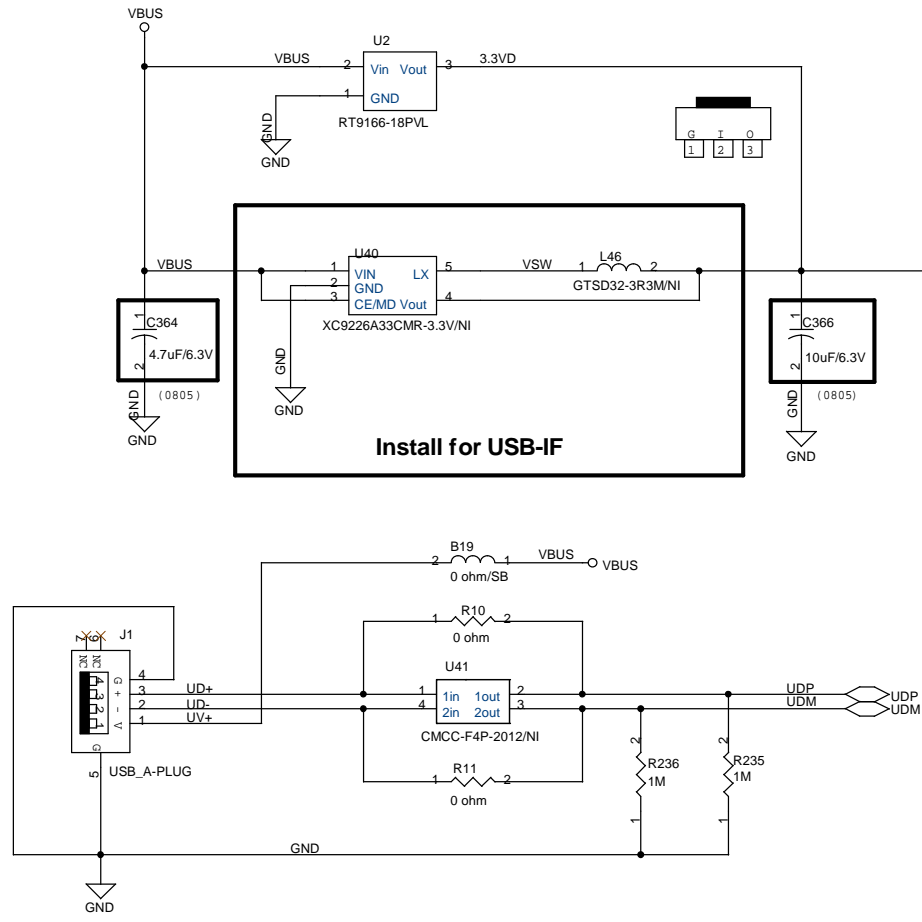 VBUS
U2
VBUS 2 Vin Vout 3 3.3VD
1 GND
RT9166-18PVL
GND
GND
G I O
1 2 3
U40
VBUS 1 VIN LX 5 VSW 1 L46 2
2 GND
3 CE/MD Vout 4
GTSD32-3R3M/NI
XC9226A33CMR-3.3V/NI
GND
GND
1 C364
4.7uF/6.3V
2
(0805)
GND
GND
1 C366
10uF/6.3V
2
(0805)
GND
GND
Install for USB-IF
2 B19 1 VBUS VBUS
0 ohm/SB
1 R10 2
0 ohm
J1
7 6
NC NC
4 G 4
3 + 3 UD+
2 - 2 UD-
1 V 1 UV+
G
5 USB_A-PLUG
U41
1 1in 1out 2
4 2in 2out 3
CMCC-F4P-2012/NI
1 R11 2
0 ohm
UDP UDP
UDM UDM
2 R236 1M 1
2 R235 1M 1
GND
GND